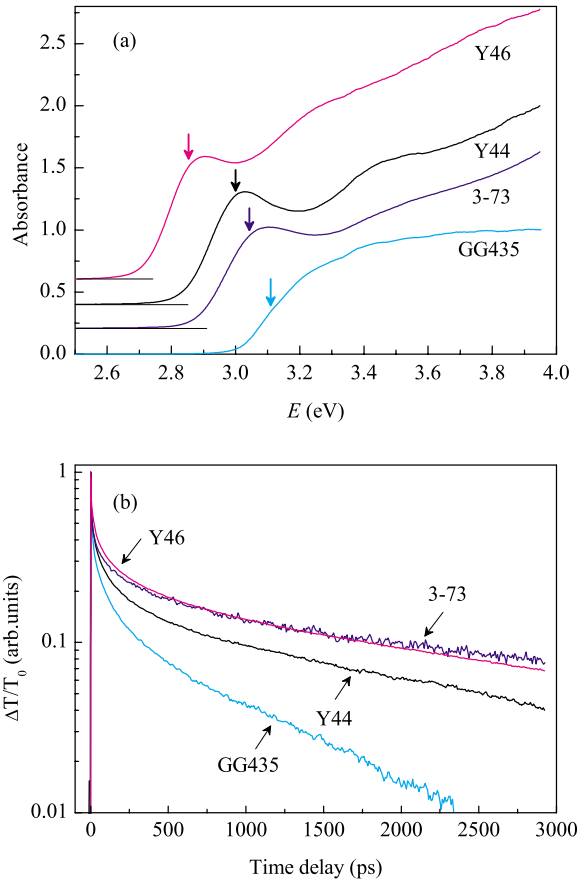 (a)
Y46
Y44
3-73
GG435
Absorbance
2.5
2.0
1.5
1.0
0.5
0.0
2.6 2.8 3.0 3.2 3.4 3.6 3.8 4.0
E (eV)
(b)
Y46
3-73
Y44
GG435
ΔT/T0 (arb.units)
1
0.1
0.01
0 500 1000 1500 2000 2500 3000
Time delay (ps)